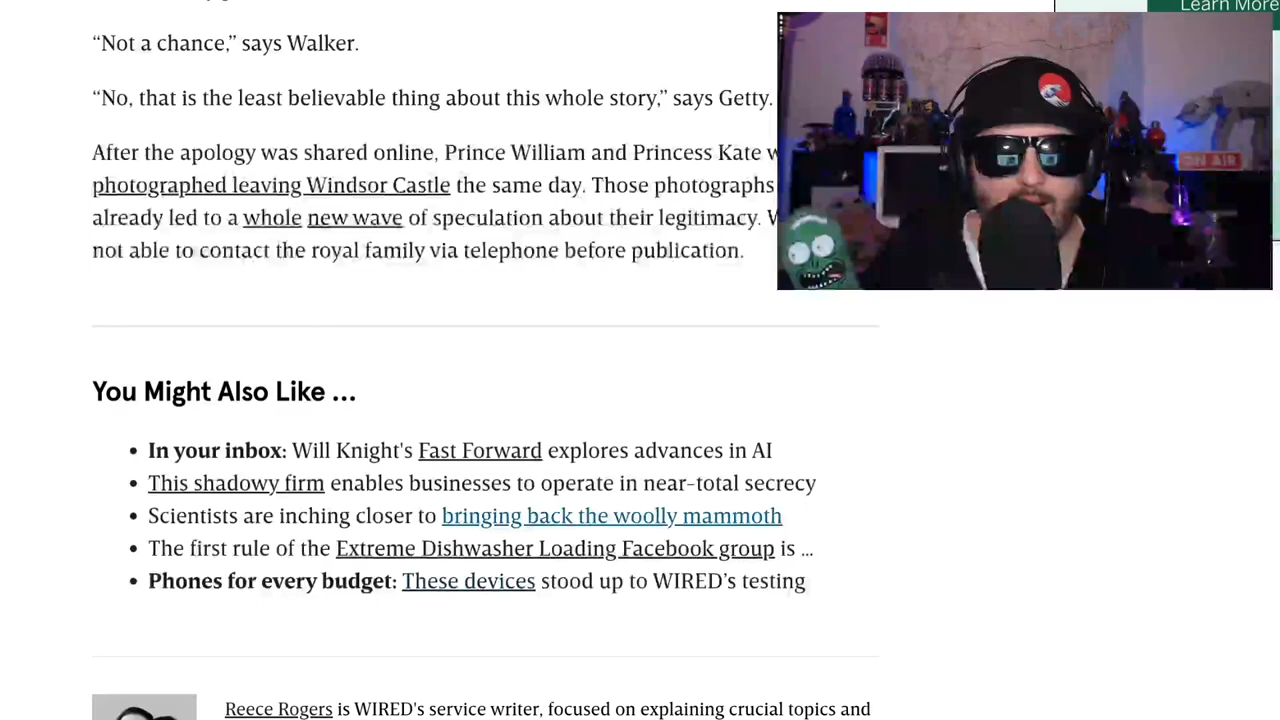 Learn More
“Not a chance,” says Walker.
“No, that is the least believable thing about this whole story,” says Getty.
After the apology was shared online, Prince William and Princess Kate
photographed leaving Windsor Castle the same day. Those photographs
already led to a whole new wave of speculation about their legitimacy.
not able to contact the royal family via telephone before publication.
ON AIR
You Might Also Like ...
• In your inbox: Will Knight's Fast Forward explores advances in AI
• This shadowy firm enables businesses to operate in near-total secrecy
• Scientists are inching closer to bringing back the woolly mammoth
• The first rule of the Extreme Dishwasher Loading Facebook group is ...
• Phones for every budget: These devices stood up to WIRED’s testing
Reece Rogers is WIRED's service writer, focused on explaining crucial topics and